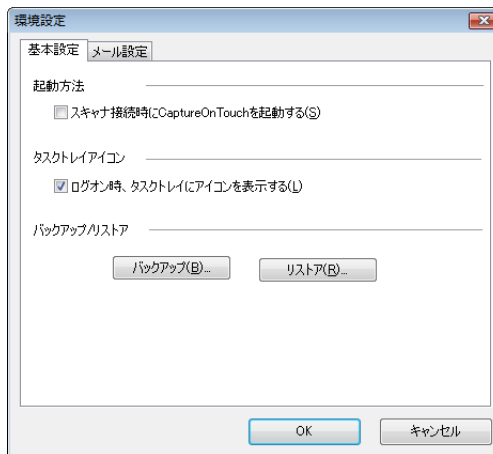 環境設定
基本設定 メール設定
起動方法
スキャナ接続時にCaptureOnTouchを起動する(S)
タスクトレイアイコン
ログオン時、タスクトレイにアイコンを表示する(L)
バックアップ/リストア
バックアップ(B)... リストア(R)...
OK キャンセル